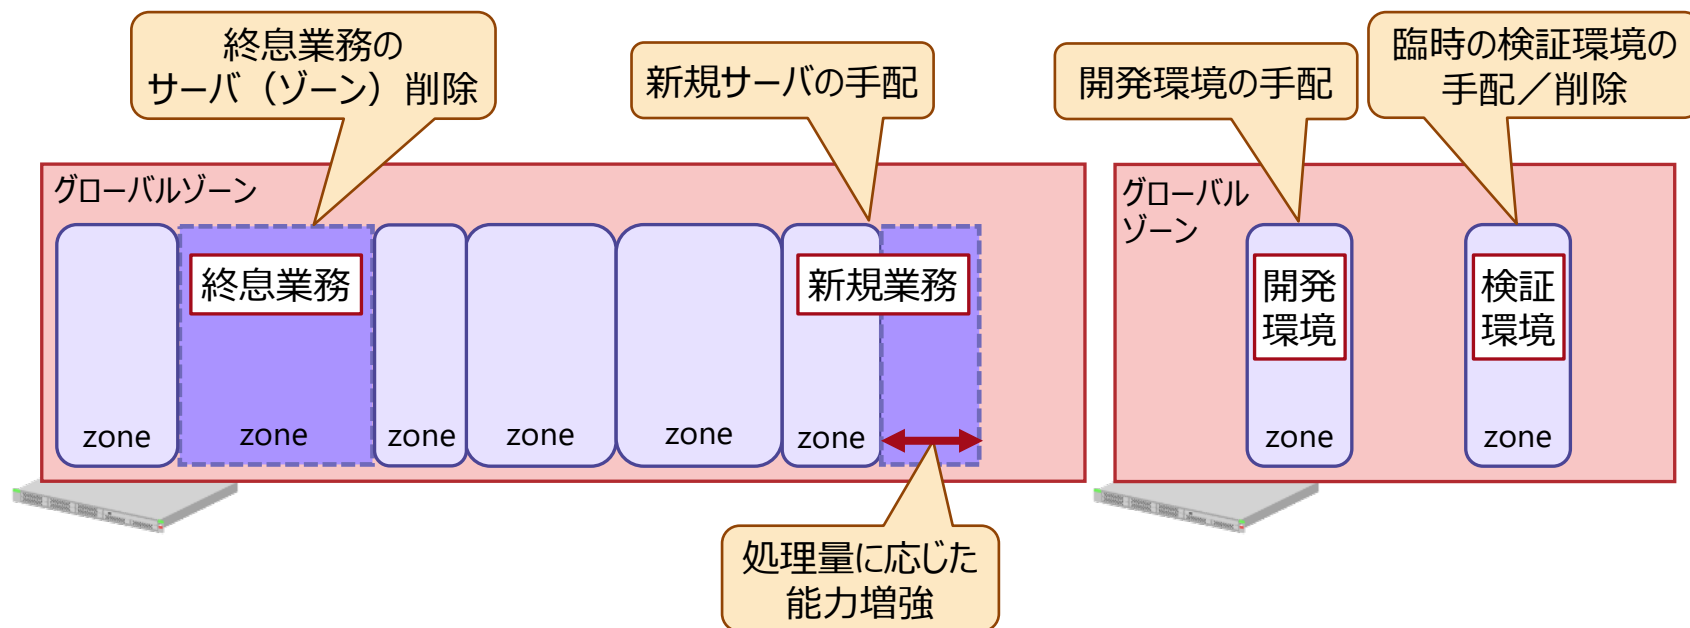 終息業務の
サーバ（ゾーン）削除
新規サーバの手配
開発環境の手配
臨時の検証環境の
手配／削除
グローバルゾーン
終息業務
新規業務
zone
zone
zone
zone
zone
zone
処理量に応じた
能力増強
グローバル
ゾーン
開発
環境
検証
環境
zone
zone